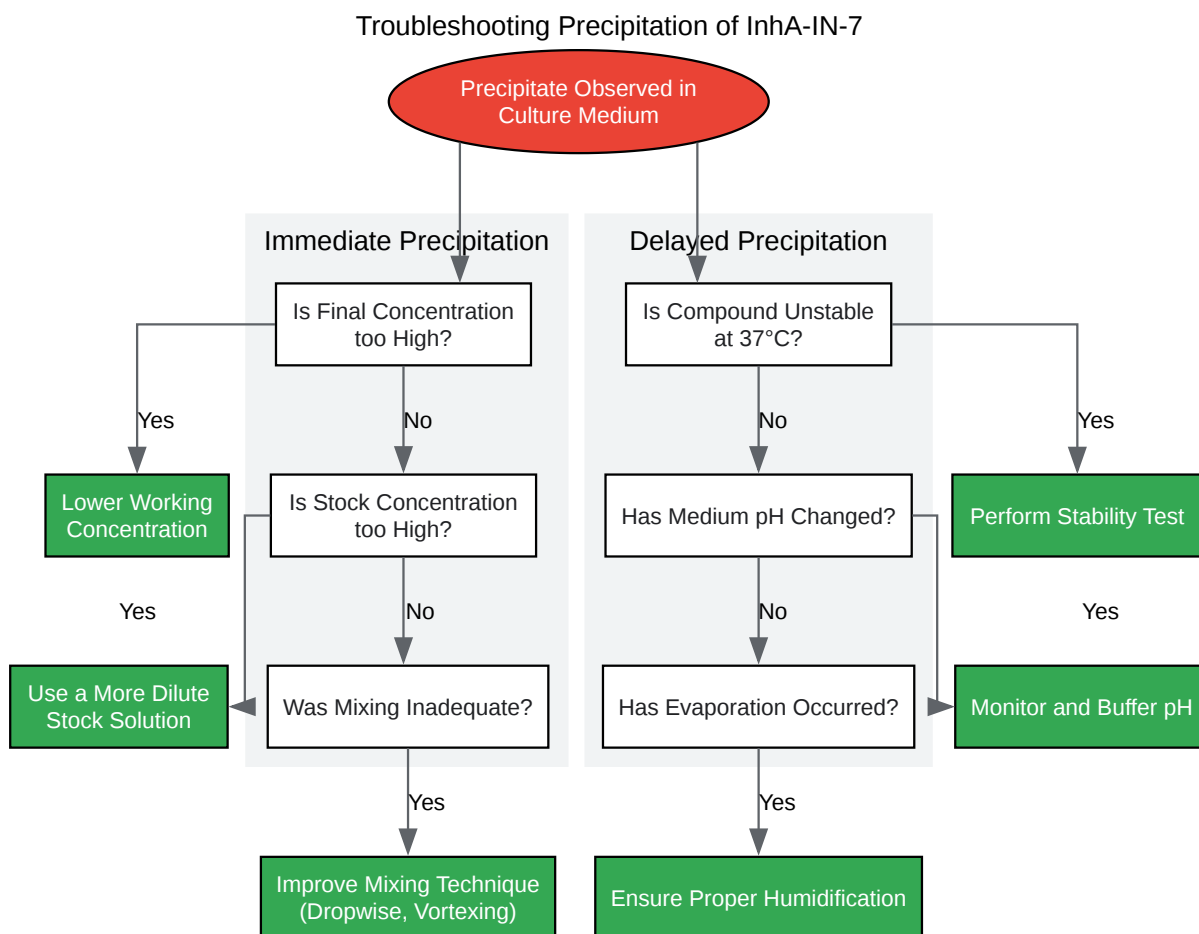 Troubleshooting Precipitation of InhA-IN-7
Precipitate Observed in
Culture Medium
Immediate Precipitation
Delayed Precipitation
Is Final Concentration
too High?
Is Compound Unstable
at 37°C?
Yes
No
No
Yes
Lower Working
Concentration
Is Stock Concentration
too High?
Has Medium pH Changed?
Perform Stability Test
Yes
No
No
Yes
Use a More Dilute
Stock Solution
Was Mixing Inadequate?
Has Evaporation Occurred?
Monitor and Buffer pH
Yes
Yes
Improve Mixing Technique
(Dropwise, Vortexing)
Ensure Proper Humidification